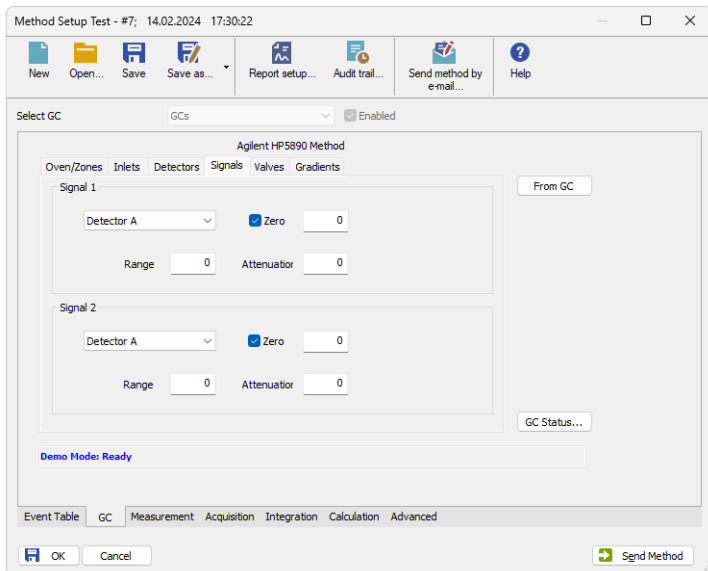 Method Setup Test - #7; 14.02.2024 17:30:22
New Open... Save Save as... Report setup... Audit trail... Send method by e-mail... Help
Select GC GCs Enabled
Agilent HP5890 Method
Oven/Zones Inlets Detectors Signals Valves Gradients
Signal 1
From GC
Detector A Zero 0
Range 0 Attenuation 0
Signal 2
Detector A Zero 0
Range 0 Attenuation 0
GC Status...
Demo Mode: Ready
Event Table GC Measurement Acquisition Integration Calculation Advanced
OK Cancel Send Method